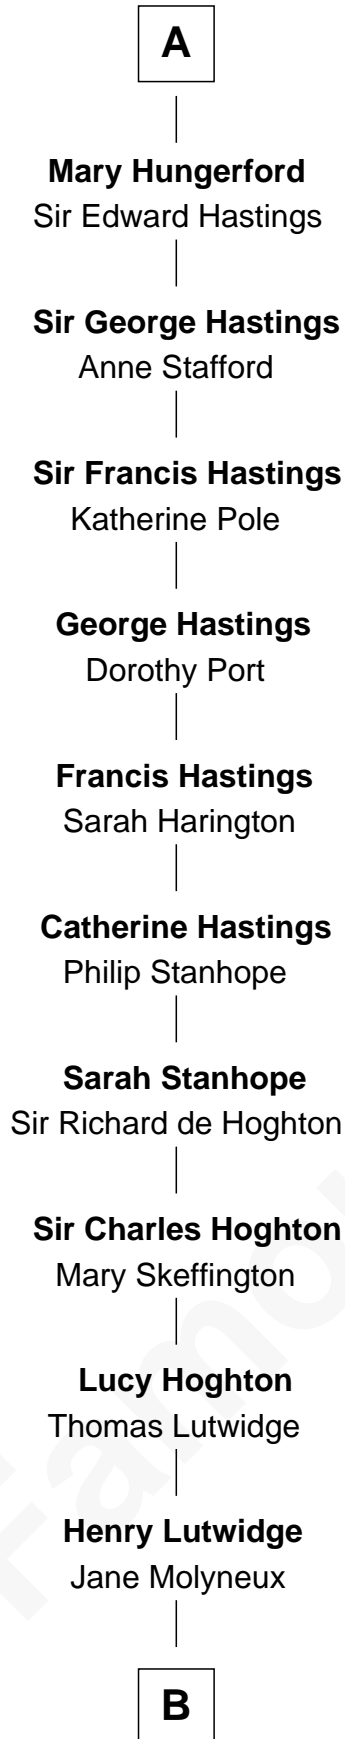 A
Mary Hungerford
Sir Edward Hastings
Sir George Hastings
Anne Stafford
Sir Francis Hastings
Katherine Pole
George Hastings
Dorothy Port
Francis Hastings
Sarah Harington
Catherine Hastings
Philip Stanhope
Sarah Stanhope
Sir Richard de Hoghton
Sir Charles Hoghton
Mary Skeffington
Lucy Hoghton
Thomas Lutwidge
Henry Lutwidge
Jane Molyneux
B